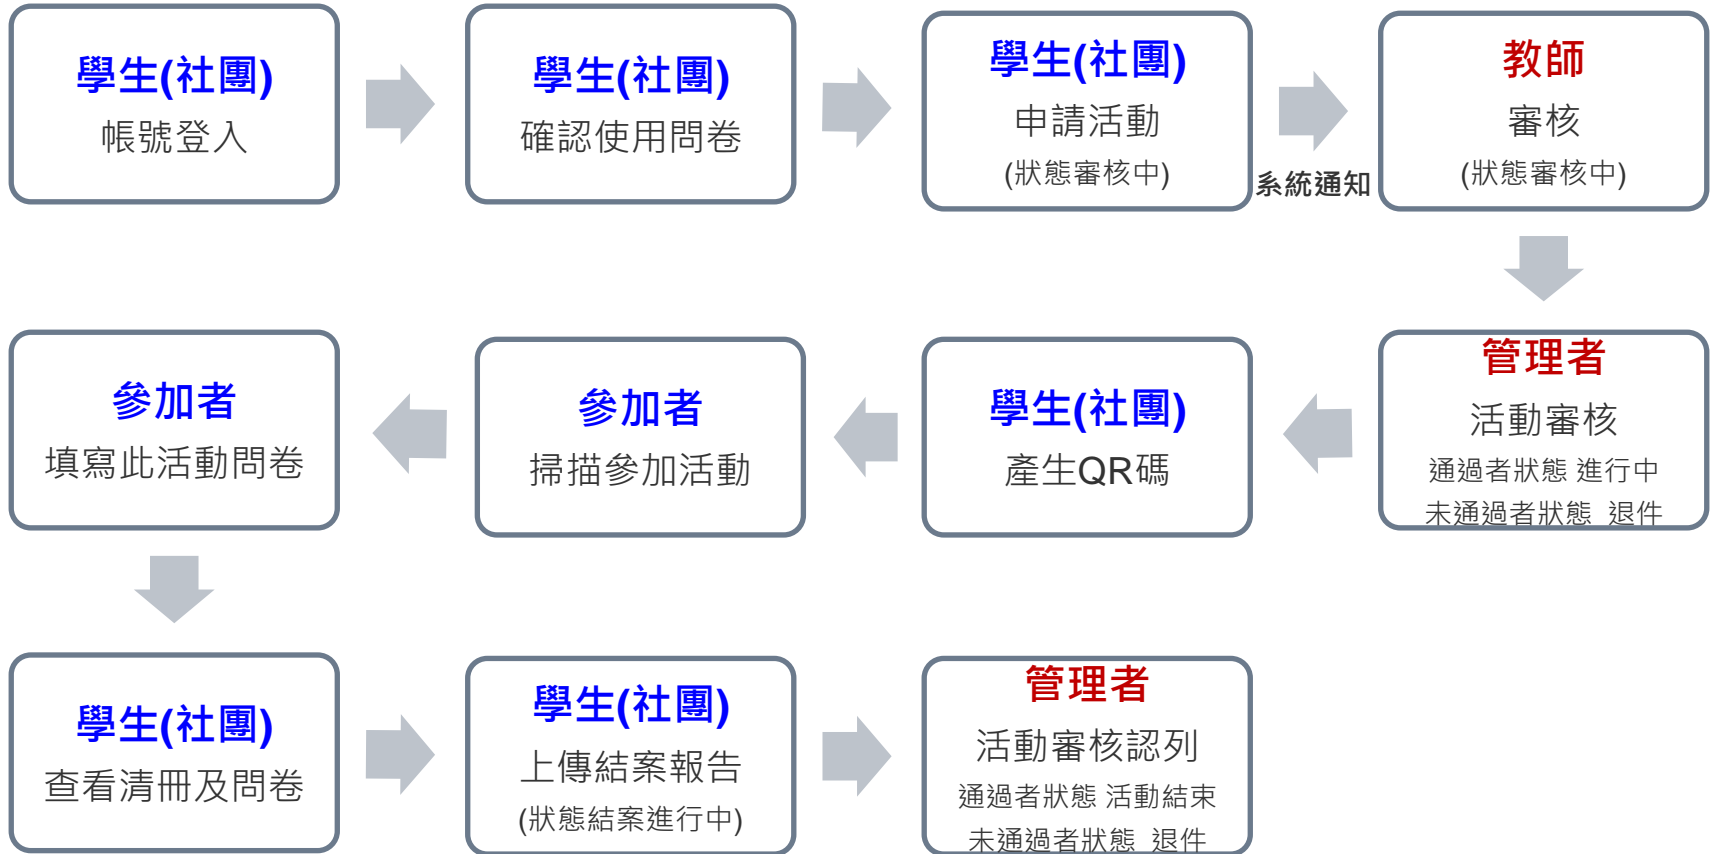 學生(社團)
帳號登入
學生(社團)
確認使用問卷
學生(社團)
申請活動
(狀態審核中)
系統通知
教師
審核
(狀態審核中)
管理者
活動審核
通過者狀態 進行中
未通過者狀態 退件
學生(社團)
產生QR碼
參加者
掃描參加活動
參加者
填寫此活動問卷
學生(社團)
查看清冊及問卷
學生(社團)
上傳結案報告
(狀態結案進行中)
管理者
活動審核認列
通過者狀態 活動結束
未通過者狀態 退件